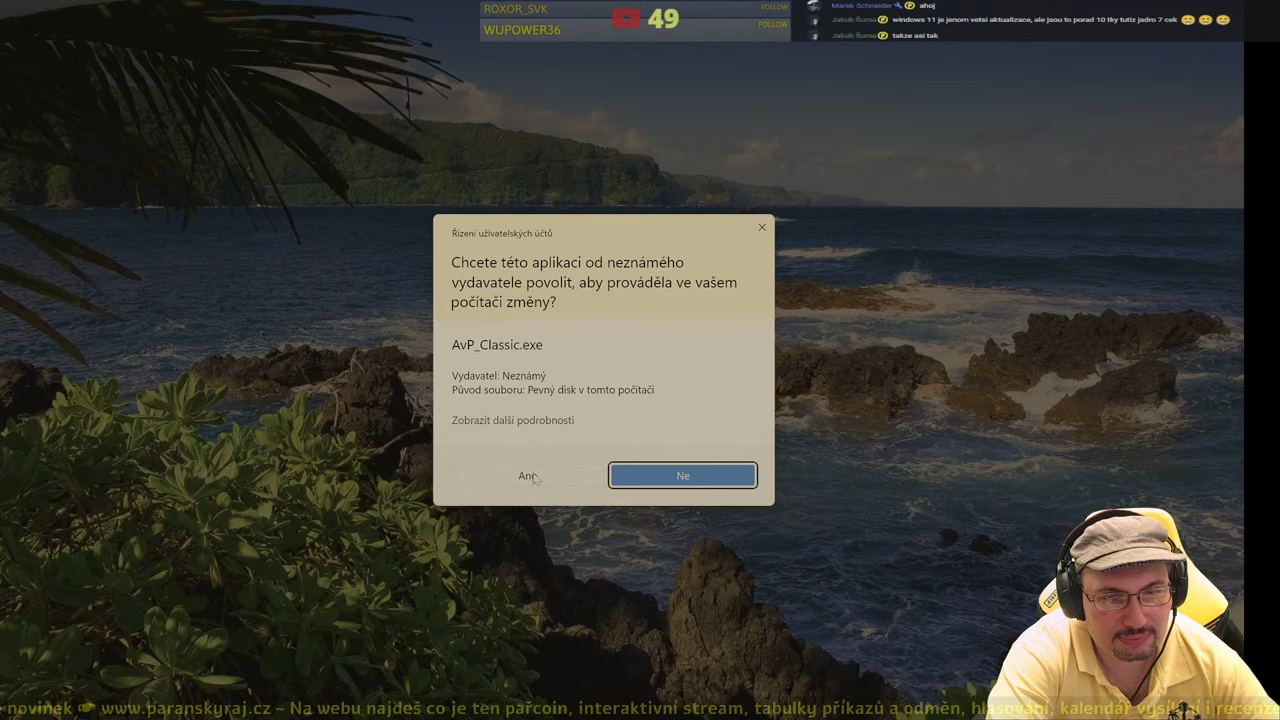 ROXOR_SVK
FOLLOW
WUPOWER36
FOLLOW
49
Marek Schneider ahoj
Jakub Šuma windows 11 je jenom vetsi aktualizace, ale jsou to porad 10 tky tutiz jadro 7 cek
Jakub Šuma takze asi tak
Řízení uživatelských účtů
Chcete této aplikaci od neznámého
vydavatele povolit, aby prováděla ve vašem
počítači změny?
AvP_Classic.exe
Vydavatel: Neznámý
Původ souboru: Pevný disk v tomto počítači
Zobrazit další podrobnosti
Ano
Ne
novinek www.paranskyraj.cz – Na webu najdeš co je ten parcoin, interaktivní stream, tabulky příkazů a odměn, hlasování, kalendář vysílání i recenze